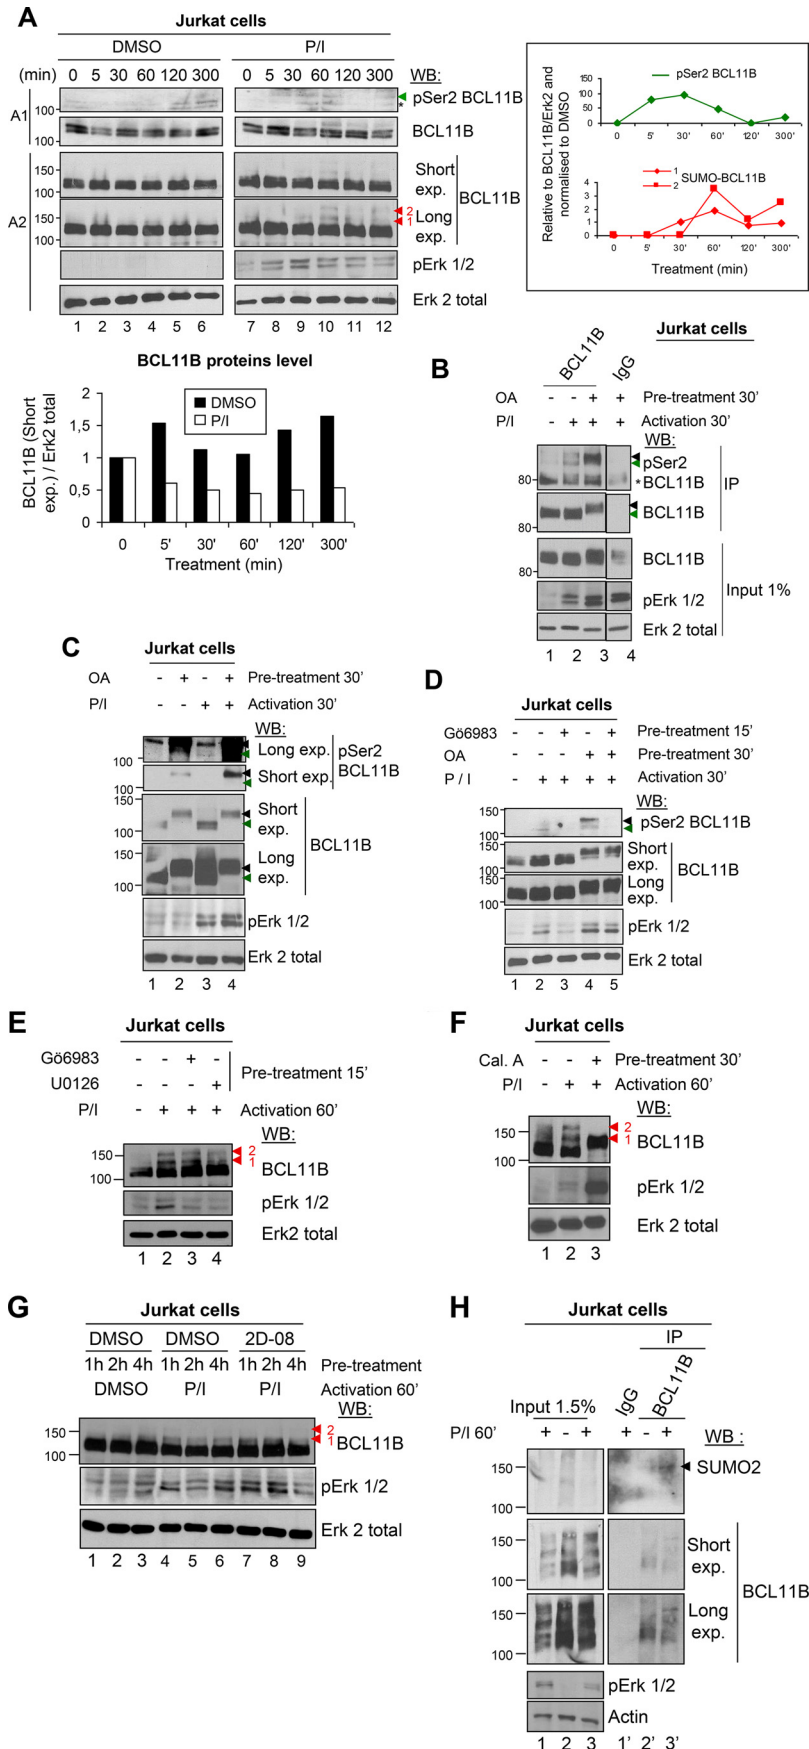 A
Jurkat cells
DMSO P/I
(min) 0 5 30 60 120 300 0 5 30 60 120 300 WB:
A1 100 pSer2 BCL11B
*
100 BCL11B
A2 150 100 Short exp. BCL11B
150 100 2 1 Long exp.
pErk 1/2
Erk 2 total
1 2 3 4 5 6 7 8 9 10 11 12
Relative to BCL11B/Erk2 and normalised to DMSO
150 100 50 0
pSer2 BCL11B
0 5' 30' 60' 120' 300'
4 3 2 1 0
1 2 SUMO-BCL11B
0 5' 30' 60' 120' 300'
Treatment (min)
BCL11B proteins level
BCL11B (Short exp.) / Erk2 total
2 1,5 1 0,5 0
DMSO
P/I
0 5' 30' 60' 120' 300'
Treatment (min)
B
Jurkat cells
BCL11B IgG
OA - - + + Pre-treatment 30'
P/I - + + + Activation 30'
WB:
80 pSer2
* BCL11B IP
80 BCL11B
80 BCL11B Input 1%
pErk 1/2
Erk 2 total
1 2 3 4
C
Jurkat cells
OA - + - + Pre-treatment 30'
P/I - - + + Activation 30'
WB:
100 Long exp. pSer2
100 Short exp. BCL11B
150 100 Short exp. BCL11B
150 100 Long exp.
pErk 1/2
Erk 2 total
1 2 3 4
D
Jurkat cells
Gö6983 - - + - + Pre-treatment 15'
OA - - - + + Pre-treatment 30'
P / I - + + + + Activation 30'
WB:
150 100 pSer2 BCL11B
150 100 Short exp. BCL11B
150 100 Long exp.
pErk 1/2
Erk 2 total
1 2 3 4 5
E
Jurkat cells
Gö6983 - - + - Pre-treatment 15'
U0126 - - - +
P/I - + + + Activation 60'
WB:
150 100 2 1 BCL11B
pErk 1/2
Erk2 total
1 2 3 4
F
Jurkat cells
Cal. A - - + Pre-treatment 30'
P/I - + + Activation 60'
WB:
150 100 2 1 BCL11B
pErk 1/2
Erk 2 total
1 2 3
G
Jurkat cells
DMSO DMSO 2D-08
1h 2h 4h 1h 2h 4h 1h 2h 4h Pre-treatment
DMSO P/I P/I Activation 60'
WB:
150 100 2 1 BCL11B
pErk 1/2
Erk 2 total
1 2 3 4 5 6 7 8 9
H
Jurkat cells
IP
Input 1.5% IgG BCL11B
P/I 60' + - + + - + WB :
150 100 SUMO2
150 100 Short exp. BCL11B
150 100 Long exp.
pErk 1/2
Actin
1 2 3 1' 2' 3'